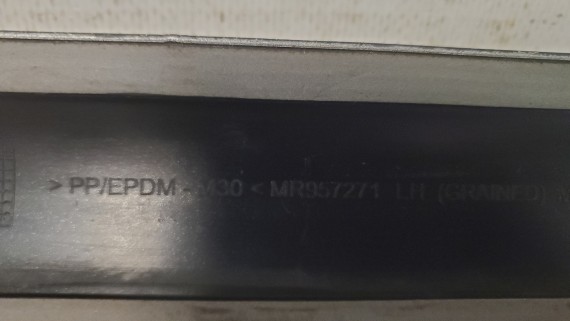 > PP/EPDM - M30 < MR957271 LH (GRAINED)